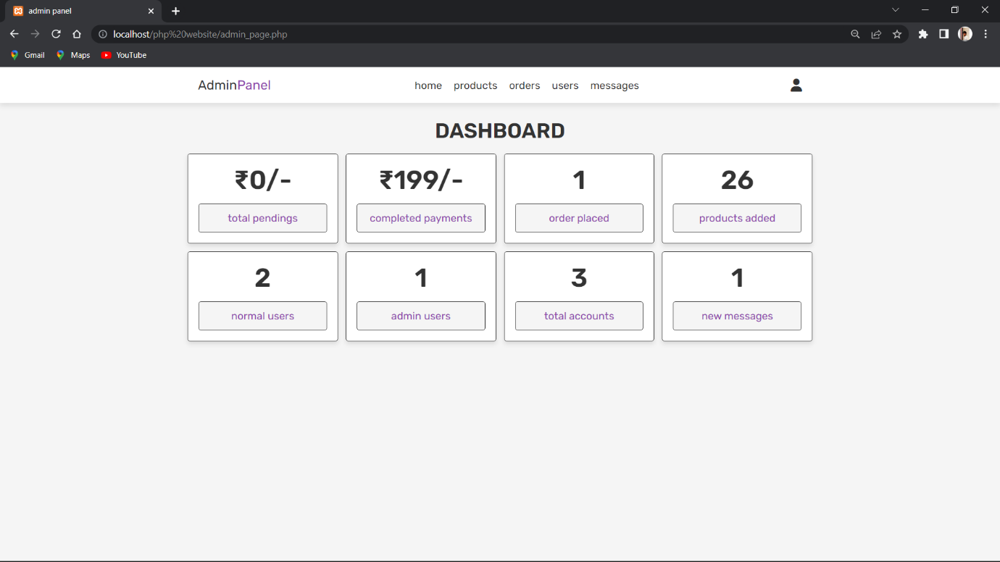 admin panel
localhost/php%20website/admin_page.php
Gmail Maps YouTube
AdminPanel home products orders users messages
DASHBOARD
₹0/- ₹199/- 1 26
total pendings completed payments order placed products added
2 1 3 1
normal users admin users total accounts new messages